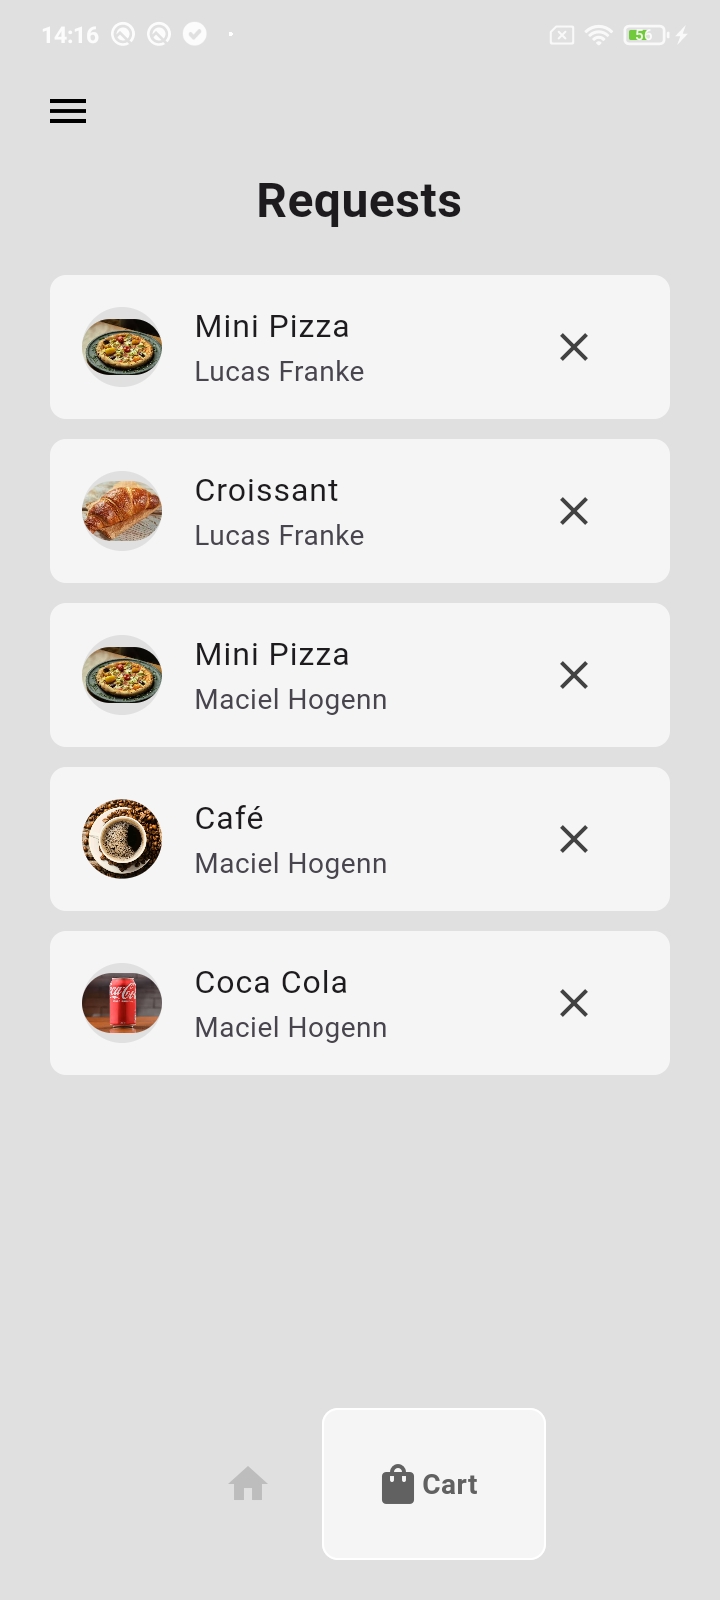 14:16
56
Requests
Mini Pizza
Lucas Franke
Croissant
Lucas Franke
Mini Pizza
Maciel Hogenn
Café
Maciel Hogenn
Coca Cola
Maciel Hogenn
Cart